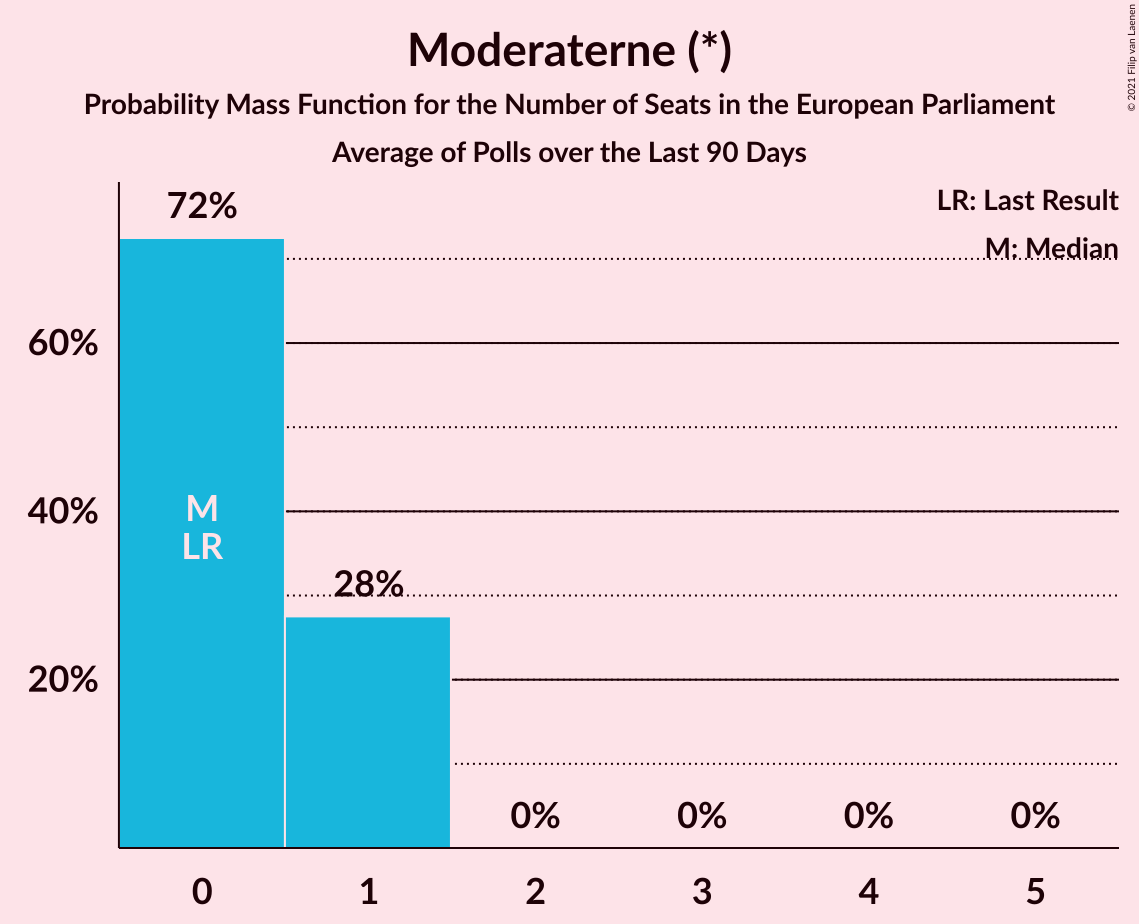 Moderaterne (*)
Probability Mass Function for the Number of Seats in the European Parliament
Average of Polls over the Last 90 Days
© 2021 Filip van Laenen
LR: Last Result
M: Median
72%
60%
40%
20%
M
LR
28%
0% 0% 0% 0%
0 1 2 3 4 5